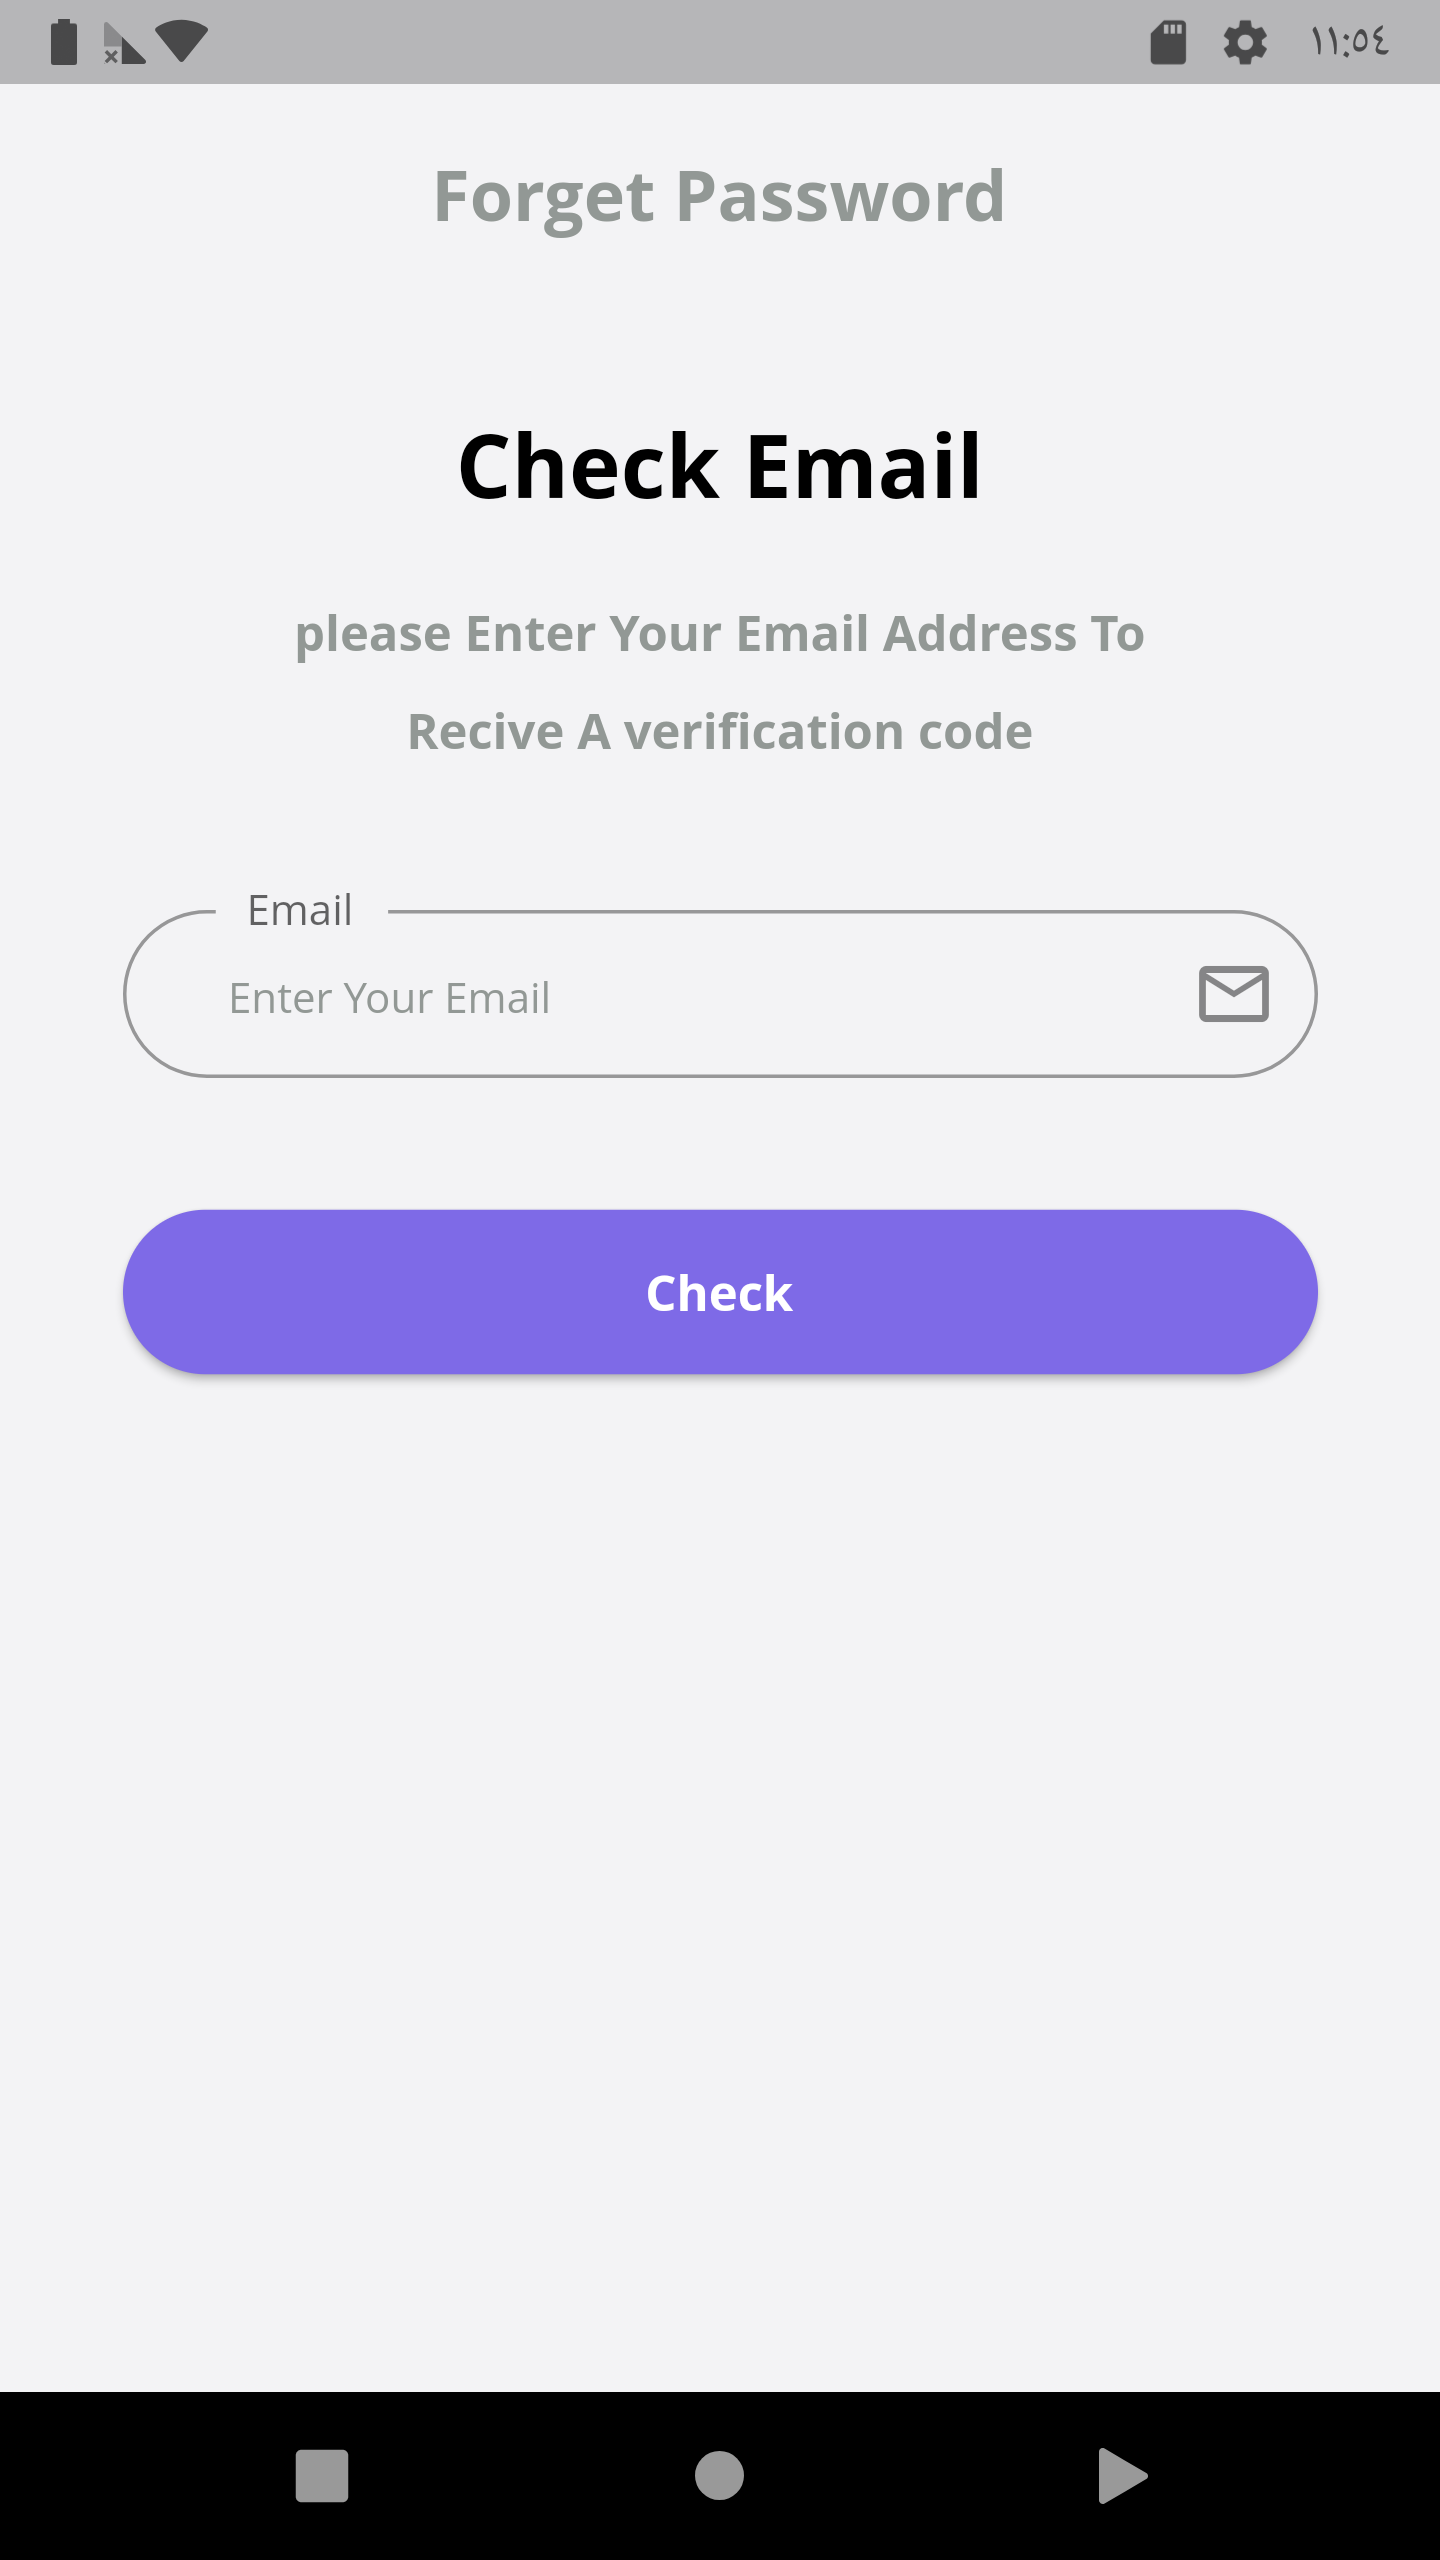 ١١:٥٤
Forget Password
Check Email
please Enter Your Email Address To
Recive A verification code
Email
Enter Your Email
Check